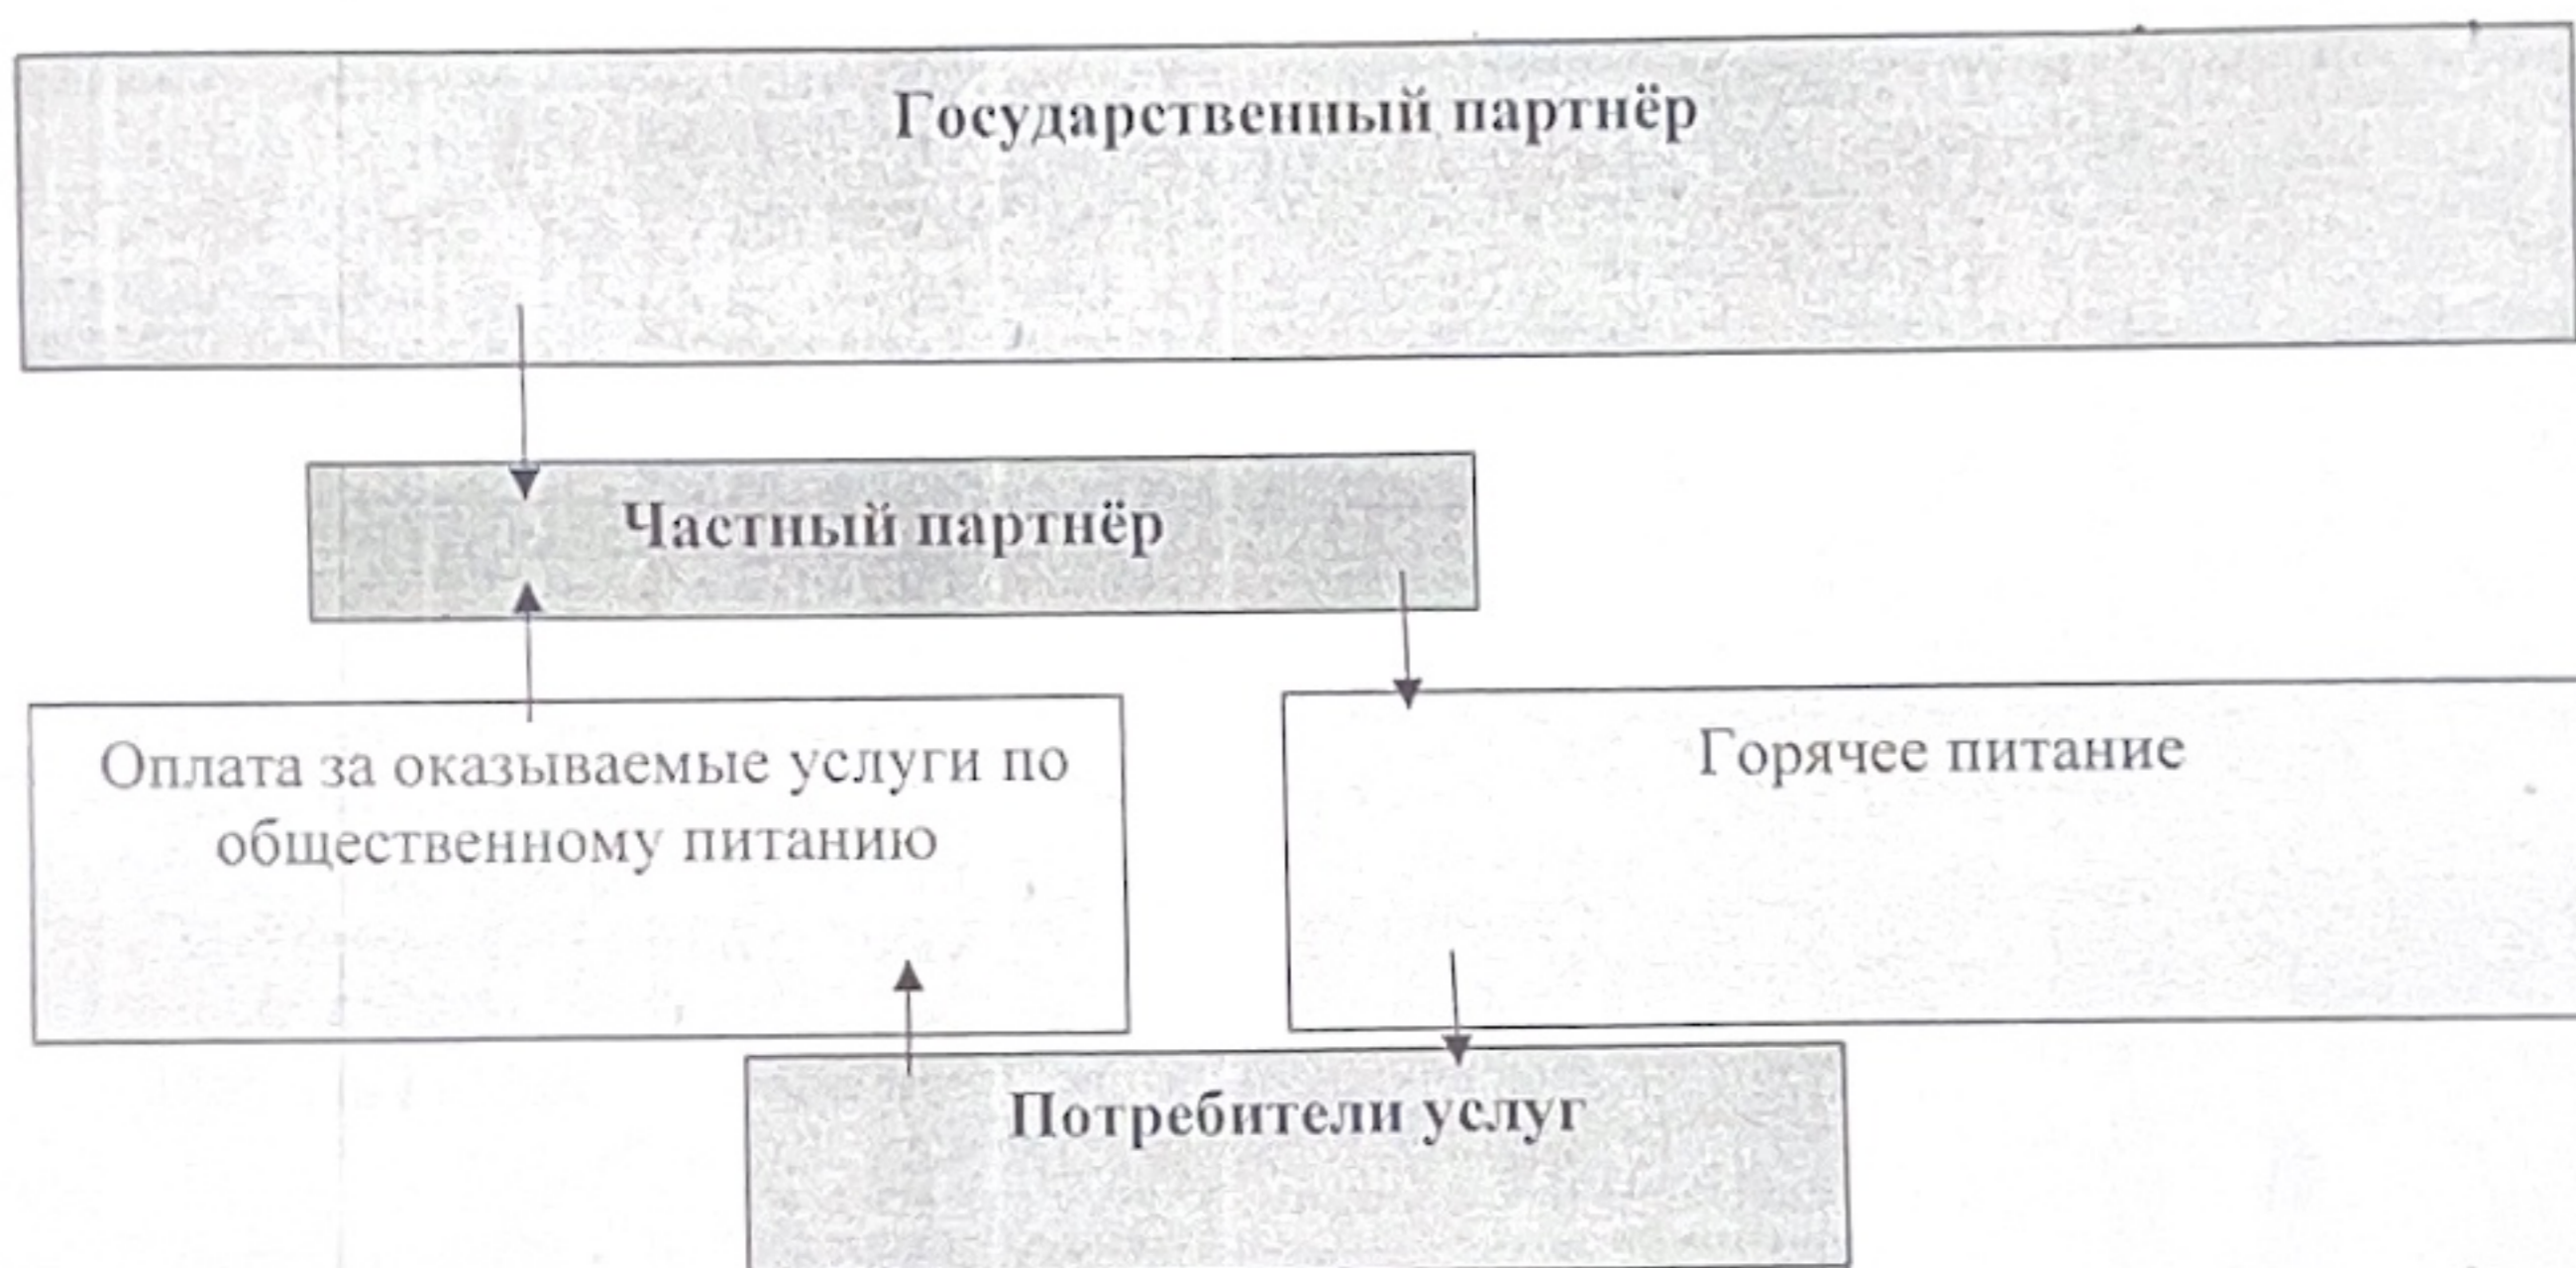 Государственный партнёр
Частный партнёр
Оплата за оказываемые услуги по
общественному питанию
Горячее питание
Потребители услуг